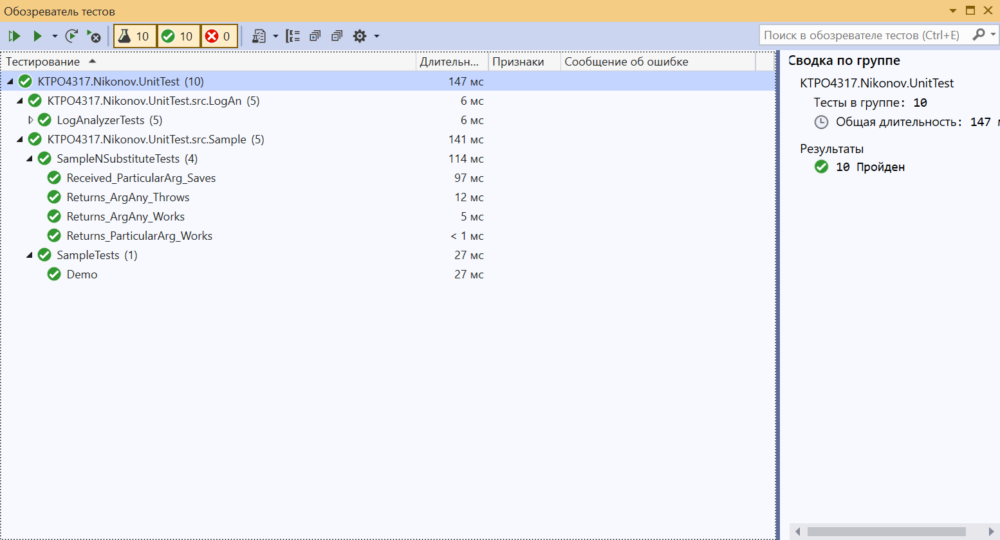 Обозреватель тестов
10 10 0
Поиск в обозревателе тестов (Ctrl+E)
Тестирование Длительн... Признаки Сообщение об ошибке
KTPO4317.Nikonov.UnitTest (10) 147 мс
KTPO4317.Nikonov.UnitTest.src.LogAn (5) 6 мс
LogAnalyzerTests (5) 6 мс
KTPO4317.Nikonov.UnitTest.src.Sample (5) 141 мс
SampleNSubstituteTests (4) 114 мс
Received_ParticularArg_Saves 97 мс
Returns_ArgAny_Throws 12 мс
Returns_ArgAny_Works 5 мс
Returns_ParticularArg_Works < 1 мс
SampleTests (1) 27 мс
Demo 27 мс
Сводка по группе
KTPO4317.Nikonov.UnitTest
Тесты в группе: 10
Общая длительность: 147
Результаты
10 Пройден